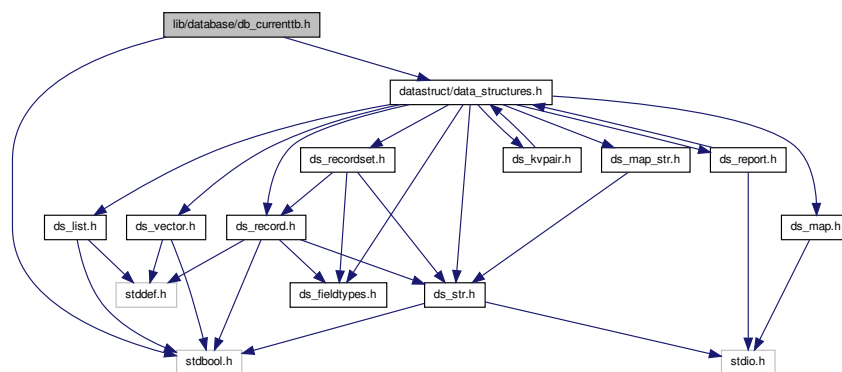 lib/database/db_currenttb.h
datastruct/data_structures.h
ds_recordset.h
ds_kvpair.h
ds_map_str.h
ds_report.h
ds_list.h
ds_vector.h
ds_record.h
ds_map.h
stddef.h
ds_fieldtypes.h
ds_str.h
stdbool.h
stdio.h